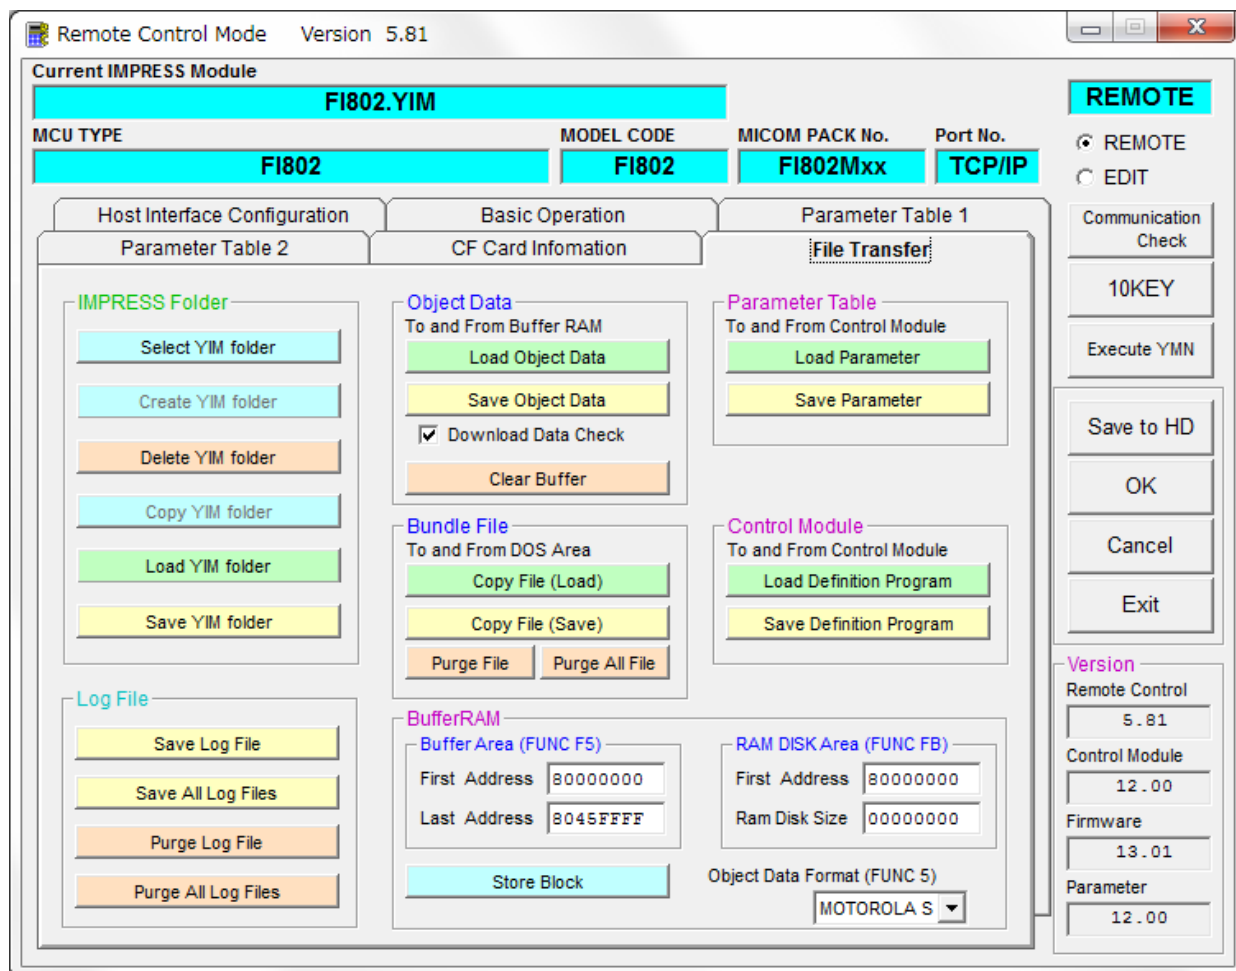 Remote Control Mode Version 5.81
Current IMPRESS Module
FI802.YIM
REMOTE
MCU TYPE MODEL CODE MICOM PACK No. Port No.
FI802 FI802 FI802Mxx TCP/IP
REMOTE
EDIT
Host Interface Configuration Basic Operation Parameter Table 1
Parameter Table 2 CF Card Infomation File Transfer
Communication
Check
10KEY
Execute YMN
Save to HD
OK
Cancel
Exit
IMPRESS Folder
Select YIM folder
Create YIM folder
Delete YIM folder
Copy YIM folder
Load YIM folder
Save YIM folder
Object Data
To and From Buffer RAM
Load Object Data
Save Object Data
Download Data Check
Clear Buffer
Parameter Table
To and From Control Module
Load Parameter
Save Parameter
Bundle File
To and From DOS Area
Copy File (Load)
Copy File (Save)
Purge File Purge All File
Control Module
To and From Control Module
Load Definition Program
Save Definition Program
Log File
Save Log File
Save All Log Files
Purge Log File
Purge All Log Files
BufferRAM
Buffer Area (FUNC F5)
First Address 80000000
Last Address 8045FFFF
RAM DISK Area (FUNC FB)
First Address 80000000
Ram Disk Size 00000000
Store Block
Object Data Format (FUNC 5)
MOTOROLA S
Version
Remote Control
5.81
Control Module
12.00
Firmware
13.01
Parameter
12.00